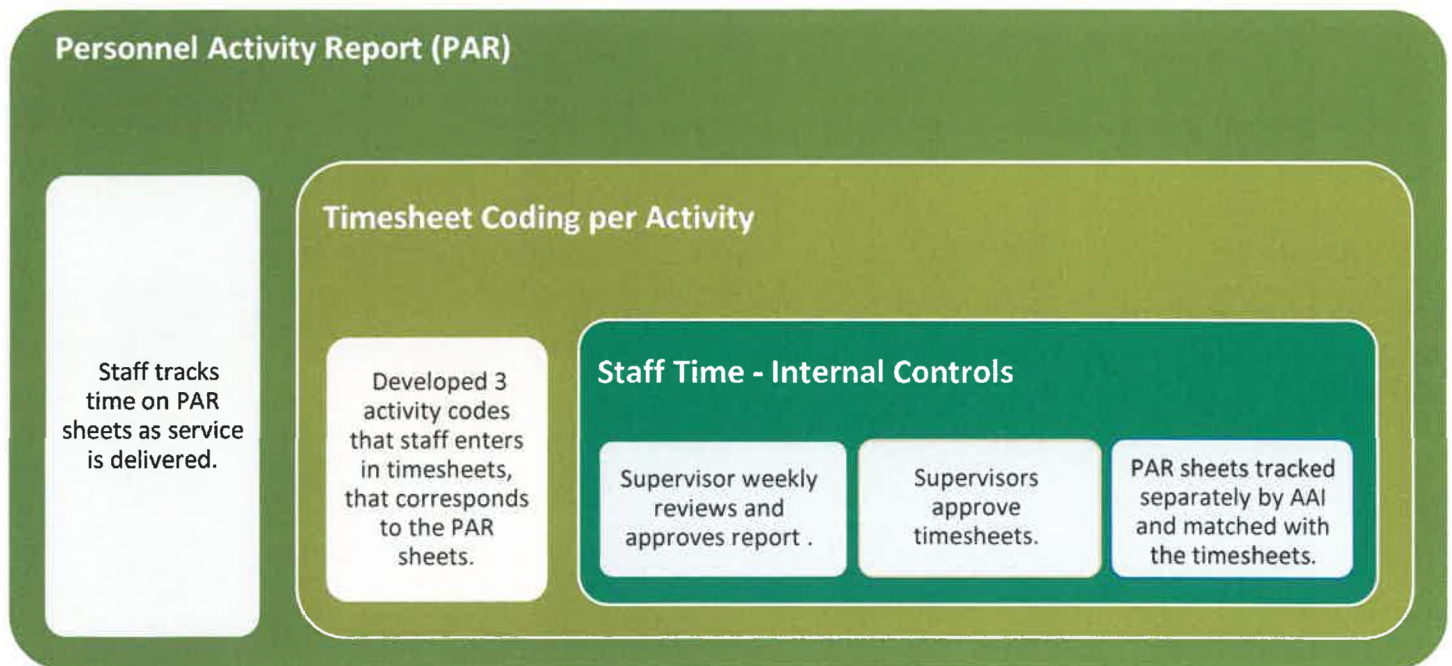 Personnel Activity Report (PAR)
Timesheet Coding per Activity
Staff tracks
time on PAR
sheets as service
is delivered.
Developed 3
activity codes
that staff enters
in timesheets,
that corresponds
to the PAR
sheets.
Staff Time - Internal Controls
Supervisor weekly
reviews and
approves report .
Supervisors
approve
timesheets.
PAR sheets tracked
separately by AAI
and matched with
the timesheets.